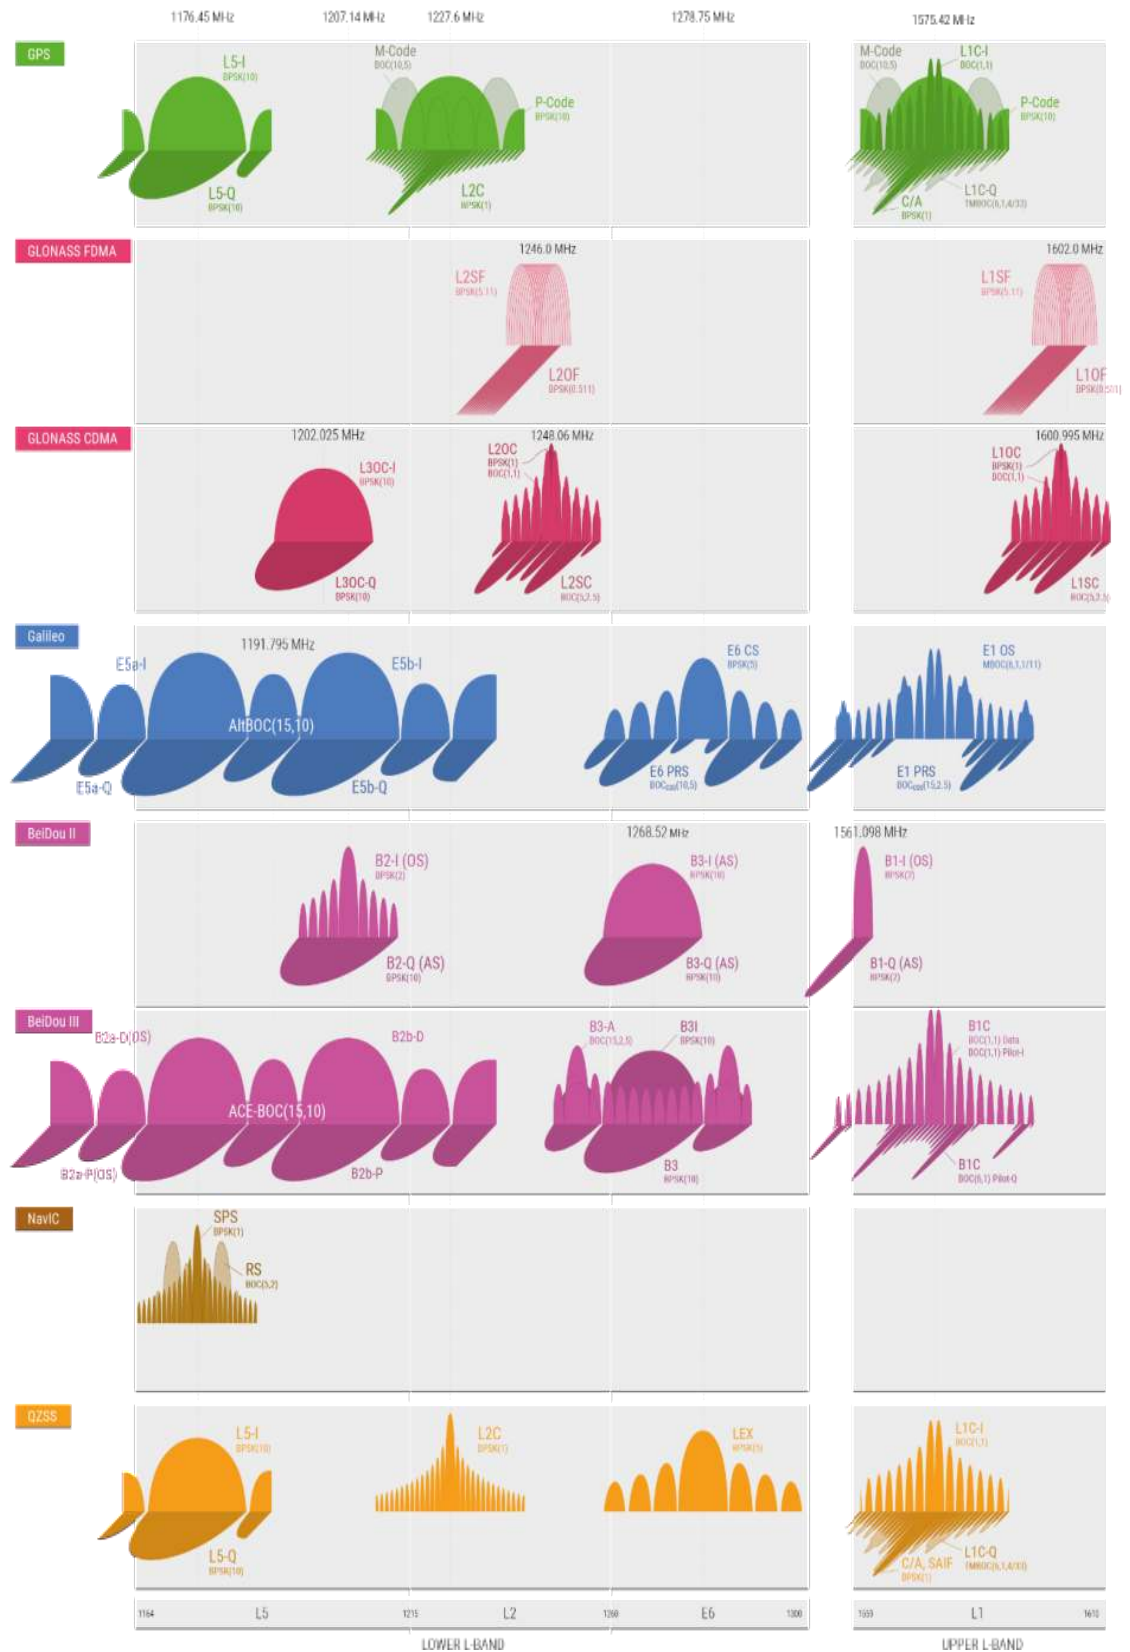 1176.45 MHz 1207.14 MHz 1227.6 MHz 1278.75 MHz 1575.42 MHz
GPS
L5-I
BPSK(10)
L5-Q
BPSK(10)
M-Code
BOC(10,5)
P-Code
BPSK(10)
L2C
BPSK(1)
M-Code
BOC(10,5)
L1C-I
BOC(1,1)
P-Code
BPSK(10)
L1C-Q
TMBOC(6,1,4/33)
C/A
BPSK(1)
GLONASS FDMA
1246.0 MHz
L2SF
BPSK(5.11)
L2OF
BPSK(0.511)
1602.0 MHz
L1SF
BPSK(5.11)
L1OF
BPSK(0.511)
GLONASS CDMA
1202.025 MHz
L3OC-I
BPSK(10)
L3OC-Q
BPSK(10)
1248.06 MHz
L2OC
BPSK(1)
BOC(1,1)
L2SC
BOC(5,2.5)
1600.995 MHz
L1OC
BPSK(1)
BOC(1,1)
L1SC
BOC(5,2.5)
Galileo
1191.795 MHz
E5a-I
E5b-I
AltBOC(15,10)
E5a-Q
E5b-Q
E6 CS
BPSK(5)
E6 PRS
BOCcos(10,5)
E1 OS
MBOC(6,1,1/11)
E1 PRS
BOCcos(15,2.5)
BeiDou II
B2-I (OS)
BPSK(2)
B2-Q (AS)
BPSK(10)
1268.52 MHz
B3-I (AS)
BPSK(10)
B3-Q (AS)
BPSK(10)
1561.098 MHz
B1-I (OS)
BPSK(2)
B1-Q (AS)
BPSK(2)
BeiDou III
B2a-D(OS)
B2b-D
ACE-BOC(15,10)
B2a-P(OS)
B2b-P
B3-A
BOC(15,2.5)
B3I
BPSK(10)
B3
BPSK(10)
B1C
BOC(1,1) Data
BOC(1,1) Pilot-I
B1C
BOC(6,1) Pilot-Q
NavIC
SPS
BPSK(1)
RS
BOC(5,2)
QZSS
L5-I
BPSK(10)
L5-Q
BPSK(10)
L2C
BPSK(1)
LEX
BPSK(5)
L1C-I
BOC(1,1)
L1C-Q
TMBOC(6,1,4/33)
C/A, SAIF
BPSK(1)
1164 L5 1215 L2 1260 E6 1300 1559 L1 1610
LOWER L-BAND UPPER L-BAND